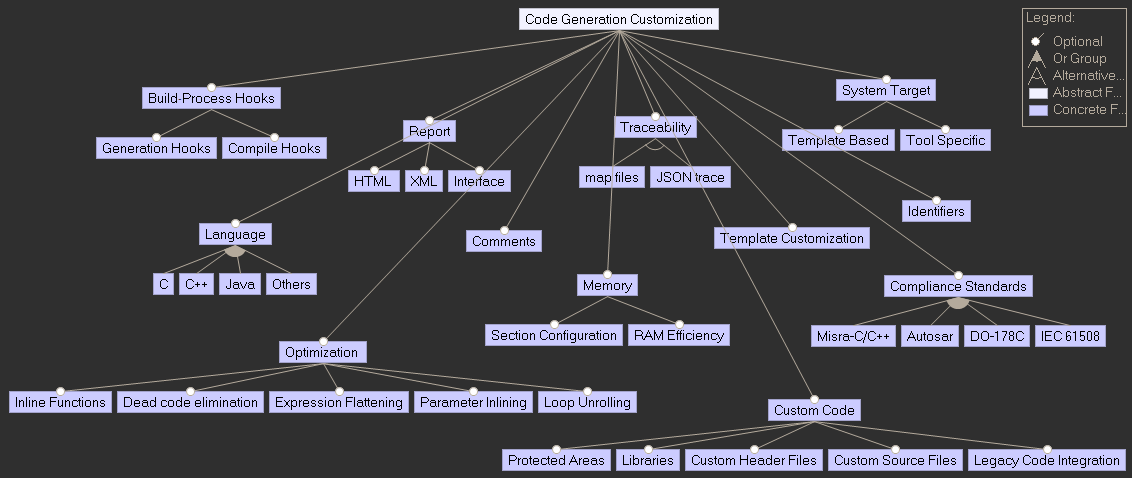 Code Generation Customization
Legend:
Optional
Or Group
Alternative...
Abstract F...
Concrete F...
Build-Process Hooks
System Target
Report
Traceability
Generation Hooks
Compile Hooks
Template Based
Tool Specific
HTML
XML
Interface
map files
JSON trace
Identifiers
Language
Comments
Template Customization
C
C++
Java
Others
Memory
Compliance Standards
Section Configuration
RAM Efficiency
Misra-C/C++
Autosar
DO-178C
IEC 61508
Optimization
Inline Functions
Dead code elimination
Expression Flattening
Parameter Inlining
Loop Unrolling
Custom Code
Protected Areas
Libraries
Custom Header Files
Custom Source Files
Legacy Code Integration